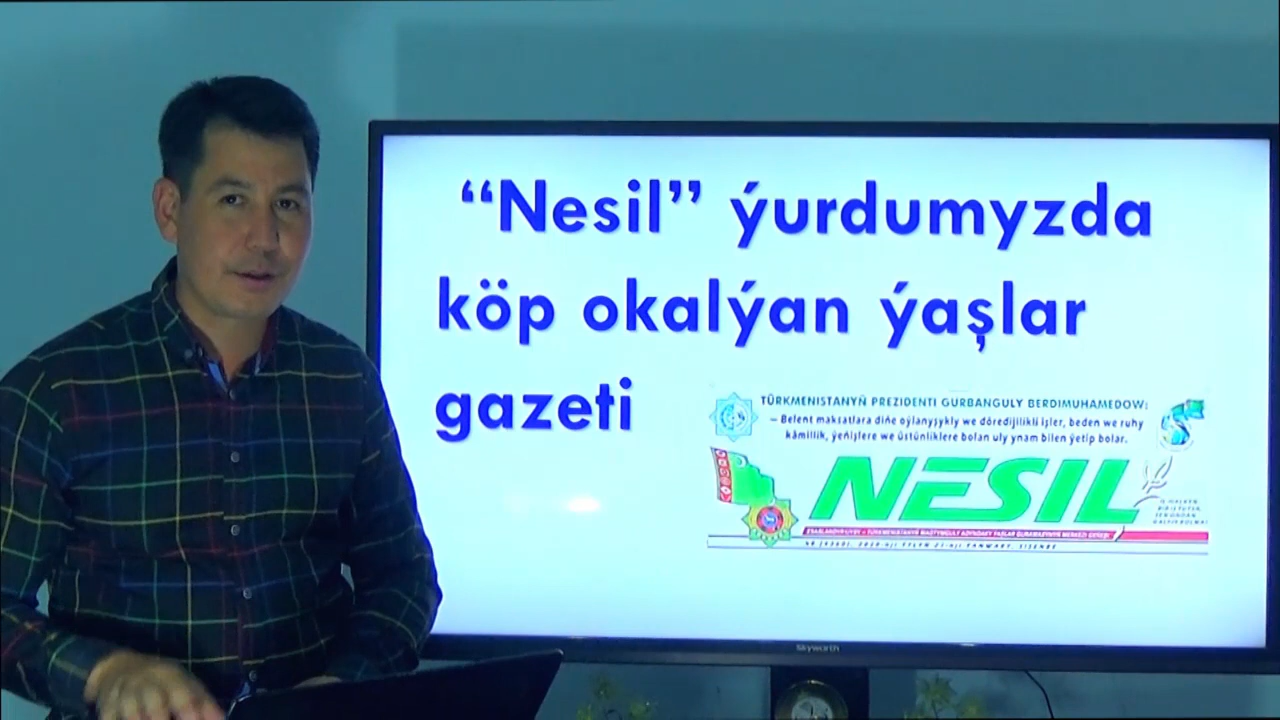 “Nesil” ýurdumyzda
köp okalýan ýaşlar
gazeti
TÜRKMENISTANYŇ PREZIDENTI GURBANGULY BERDIMUHAMEDOW:
— Belent maksatlara diňe oýlanyşykly we döredijilikli işler, beden we ruhy
kämillik, ýeňişlere we üstünliklere bolan uly ynam bilen ýetip bolar.
NESIL
Skyworth